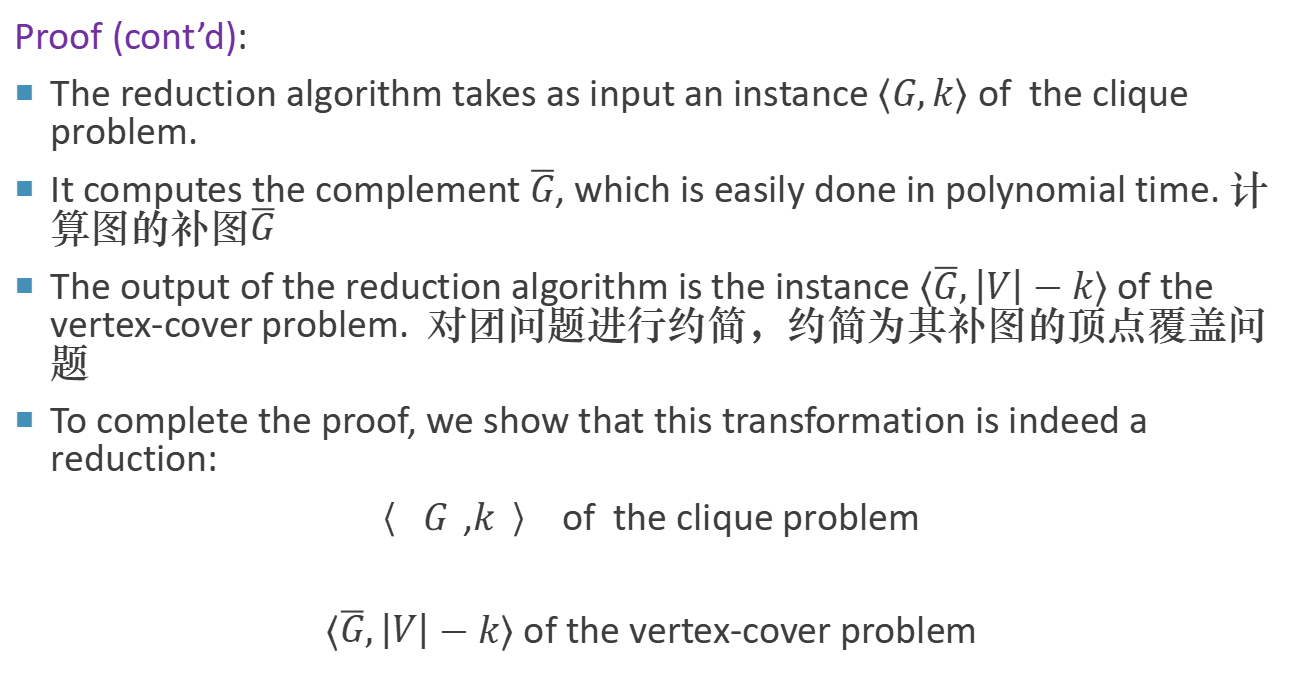 Proof (cont’d):
▪ The reduction algorithm takes as input an instance ⟨G, k⟩ of  the clique
problem.
▪ It computes the complement G̅, which is easily done in polynomial time. 计
算图的补图G̅
▪ The output of the reduction algorithm is the instance ⟨G̅, |V| − k⟩ of the
vertex-cover problem.  对团问题进行约简，约简为其补图的顶点覆盖问
题
▪ To complete the proof, we show that this transformation is indeed a
reduction:
⟨  G ,k ⟩  of  the clique problem
⟨G̅, |V| − k⟩ of the vertex-cover problem